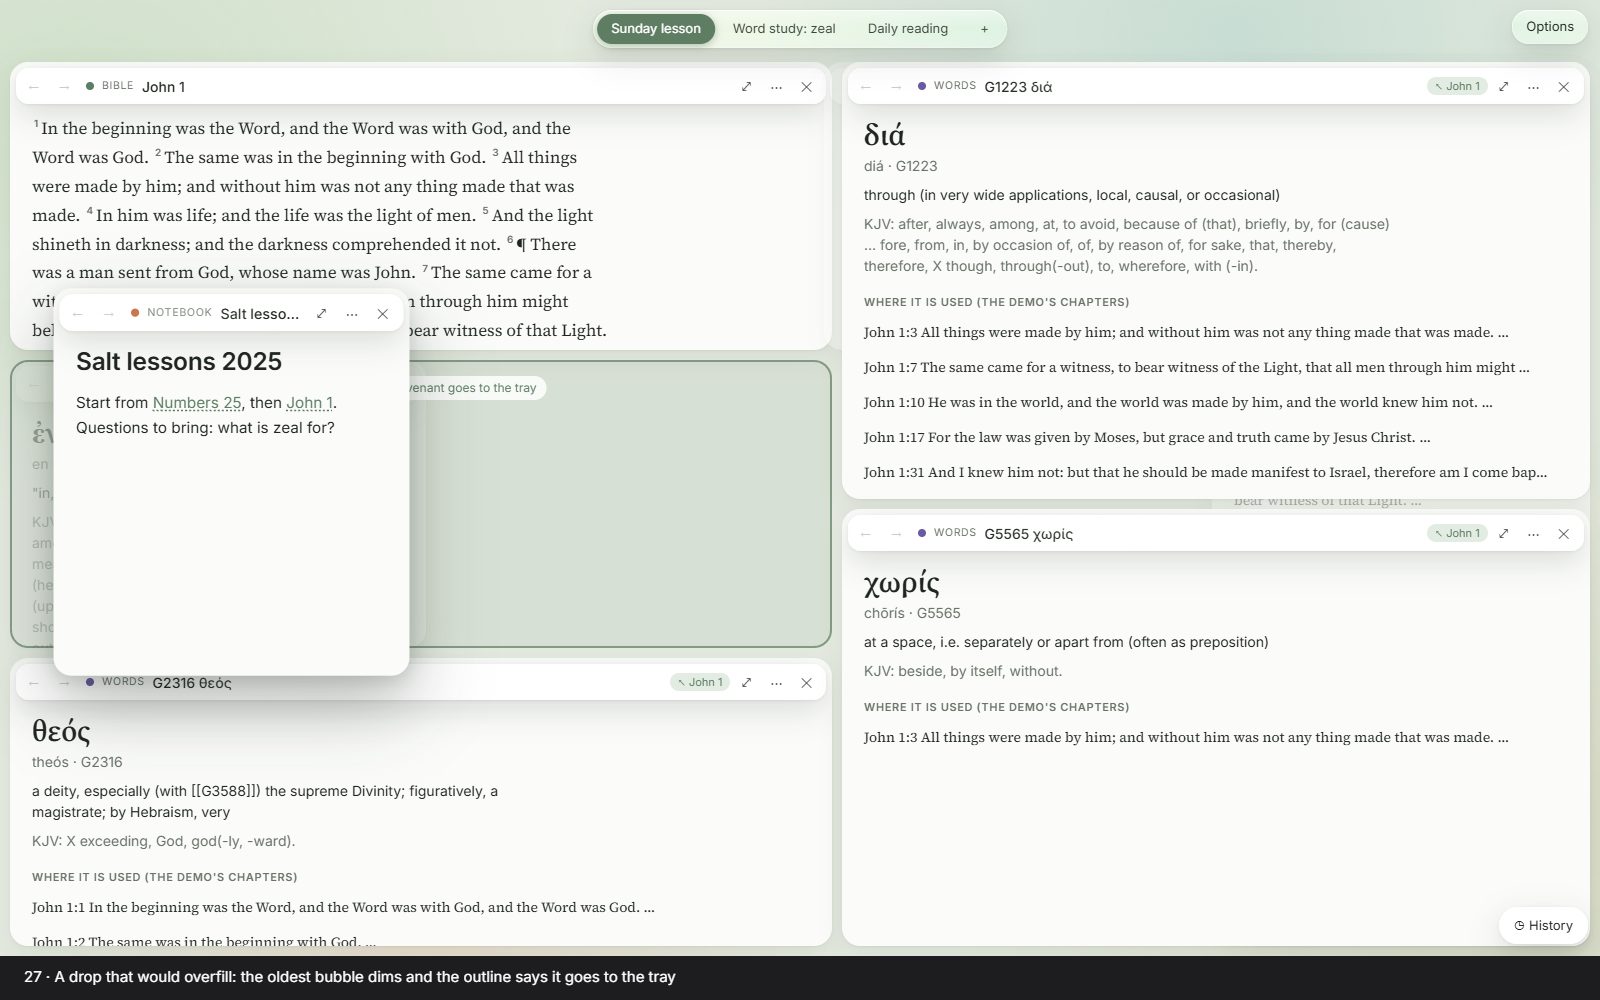 Sunday lesson
Word study: zeal
Daily reading
+
Options
← → BIBLE John 1
1 In the beginning was the Word, and the Word was with God, and the
Word was God. 2 The same was in the beginning with God. 3 All things
were made by him; and without him was not any thing made that was
made. 4 In him was life; and the life was the light of men. 5 And the light
shineth in darkness; and the darkness comprehended it not. 6 ¶ There
was a man sent from God, whose name was John. 7 The same came for a
through him might
bear witness of that Light.
← → NOTEBOOK Salt lesso...
Salt lessons 2025
Start from Numbers 25, then John 1.
Questions to bring: what is zeal for?
goes to the tray
en
"in,
(up
← → WORDS G2316 θεός
↖ John 1
θεός
theós · G2316
a deity, especially (with [[G3588]]) the supreme Divinity; figuratively, a
magistrate; by Hebraism, very
KJV: X exceeding, God, god(-ly, -ward).
WHERE IT IS USED (THE DEMO'S CHAPTERS)
John 1:1 In the beginning was the Word, and the Word was with God, and the Word was God. ...
John 1:2 The same was in the beginning with God. ...
← → WORDS G1223 διά
↖ John 1
διά
diá · G1223
through (in very wide applications, local, causal, or occasional)
KJV: after, always, among, at, to avoid, because of (that), briefly, by, for (cause)
... fore, from, in, by occasion of, of, by reason of, for sake, that, thereby,
therefore, X though, through(-out), to, wherefore, with (-in).
WHERE IT IS USED (THE DEMO'S CHAPTERS)
John 1:3 All things were made by him; and without him was not any thing made that was made. ...
John 1:7 The same came for a witness, to bear witness of the Light, that all men through him might ...
John 1:10 He was in the world, and the world was made by him, and the world knew him not. ...
John 1:17 For the law was given by Moses, but grace and truth came by Jesus Christ. ...
John 1:31 And I knew him not: but that he should be made manifest to Israel, therefore am I come bap...
bear witness of that Light. ...
← → WORDS G5565 χωρίς
↖ John 1
χωρίς
chōrís · G5565
at a space, i.e. separately or apart from (often as preposition)
KJV: beside, by itself, without.
WHERE IT IS USED (THE DEMO'S CHAPTERS)
John 1:3 All things were made by him; and without him was not any thing made that was made. ...
History
27 · A drop that would overfill: the oldest bubble dims and the outline says it goes to the tray